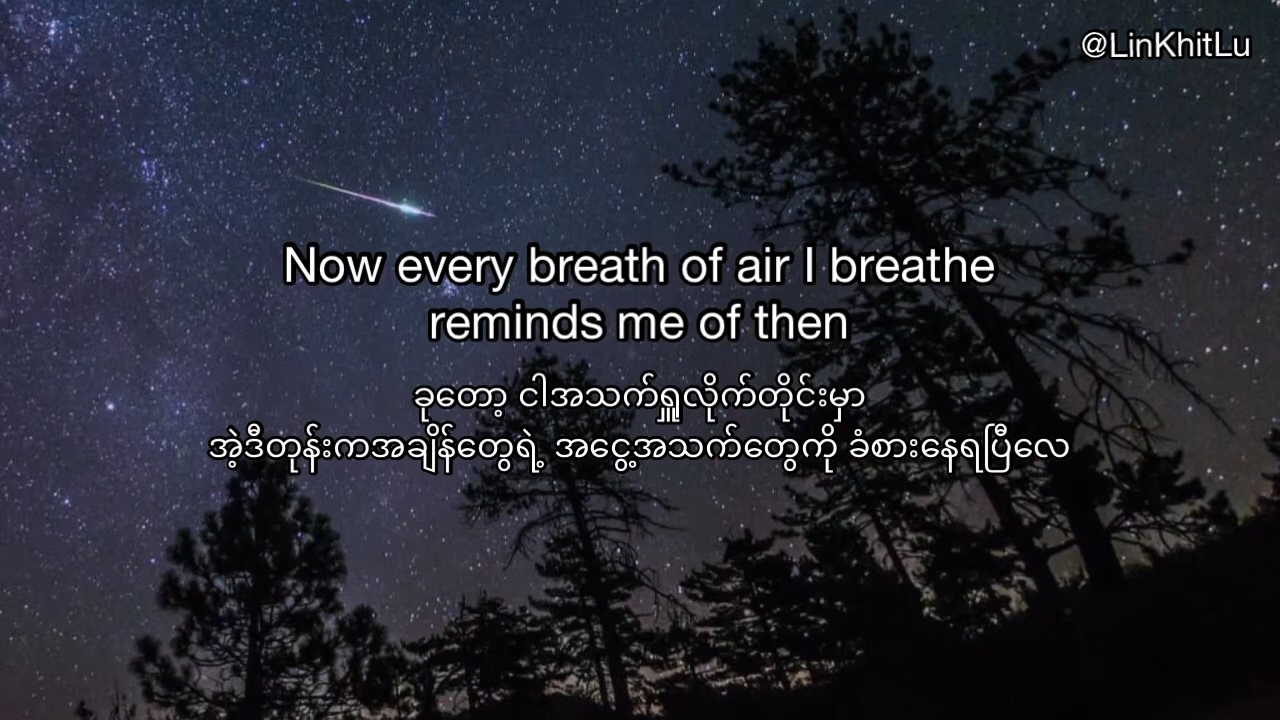 @LinKhitLu
Now every breath of air I breathe
reminds me of then
ခုတော့ ငါအသက်ရှူလိုက်တိုင်းမှာ
အဲ့ဒီတုန်းကအချိန်တွေရဲ့ အငွေ့အသက်တွေကို ခံစားနေရပြီလေ